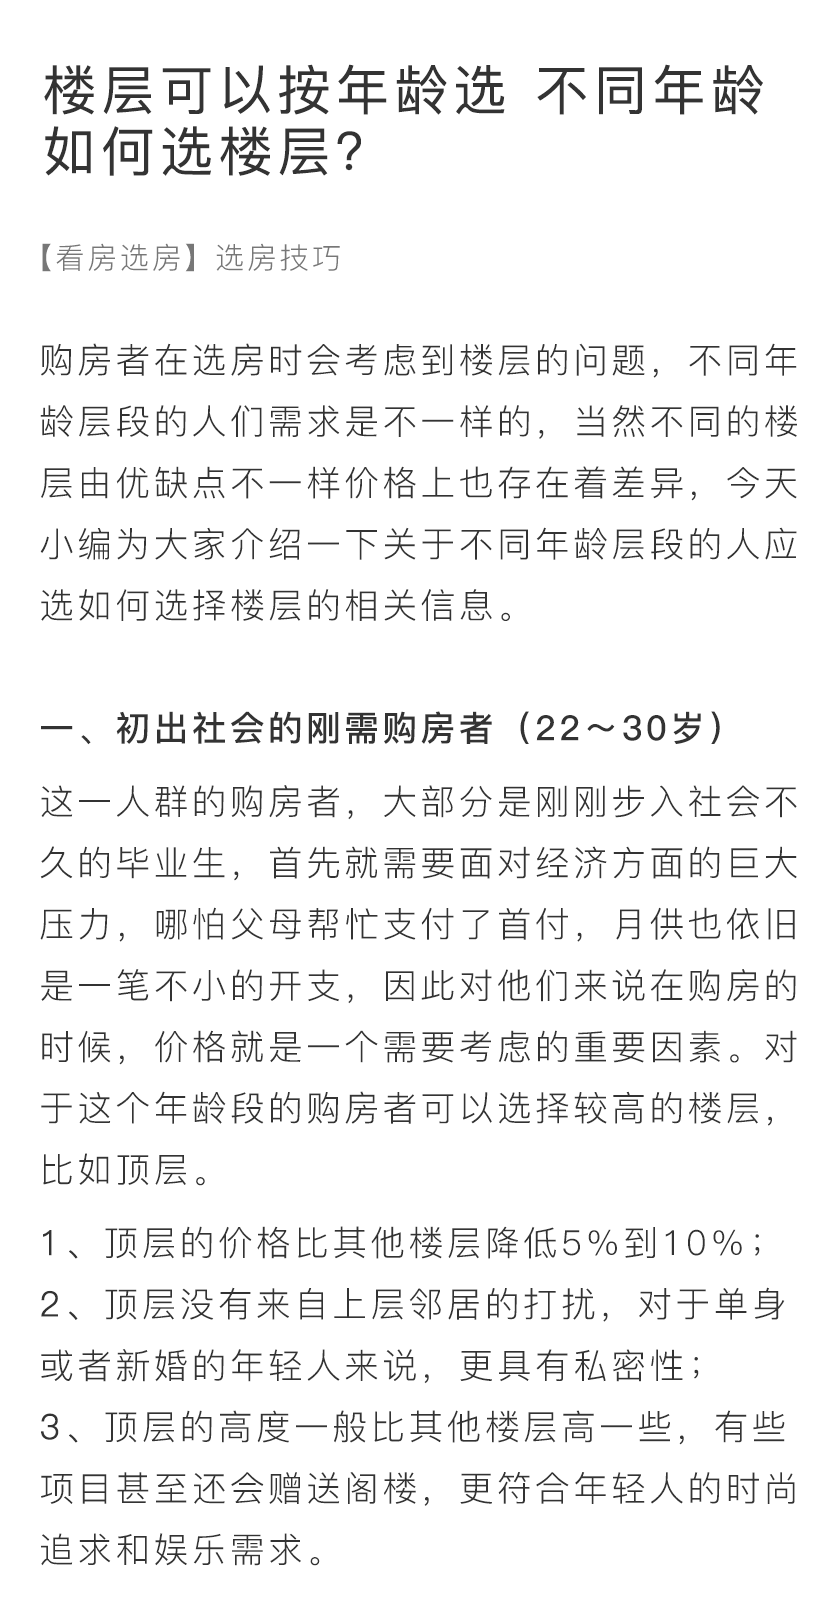 楼层可以按年龄选 不同年龄
如何选楼层?
【看房选房】选房技巧
购房者在选房时会考虑到楼层的问题，不同年
龄层段的人们需求是不一样的，当然不同的楼
层由优缺点不一样价格上也存在着差异，今天
小编为大家介绍一下关于不同年龄层段的人应
选如何选择楼层的相关信息。
一、初出社会的刚需购房者（22～30岁）
这一人群的购房者，大部分是刚刚步入社会不
久的毕业生，首先就需要面对经济方面的巨大
压力，哪怕父母帮忙支付了首付，月供也依旧
是一笔不小的开支，因此对他们来说在购房的
时候，价格就是一个需要考虑的重要因素。对
于这个年龄段的购房者可以选择较高的楼层，
比如顶层。
1、顶层的价格比其他楼层降低5%到10%；
2、顶层没有来自上层邻居的打扰，对于单身
或者新婚的年轻人来说，更具有私密性；
3、顶层的高度一般比其他楼层高一些，有些
项目甚至还会赠送阁楼，更符合年轻人的时尚
追求和娱乐需求。